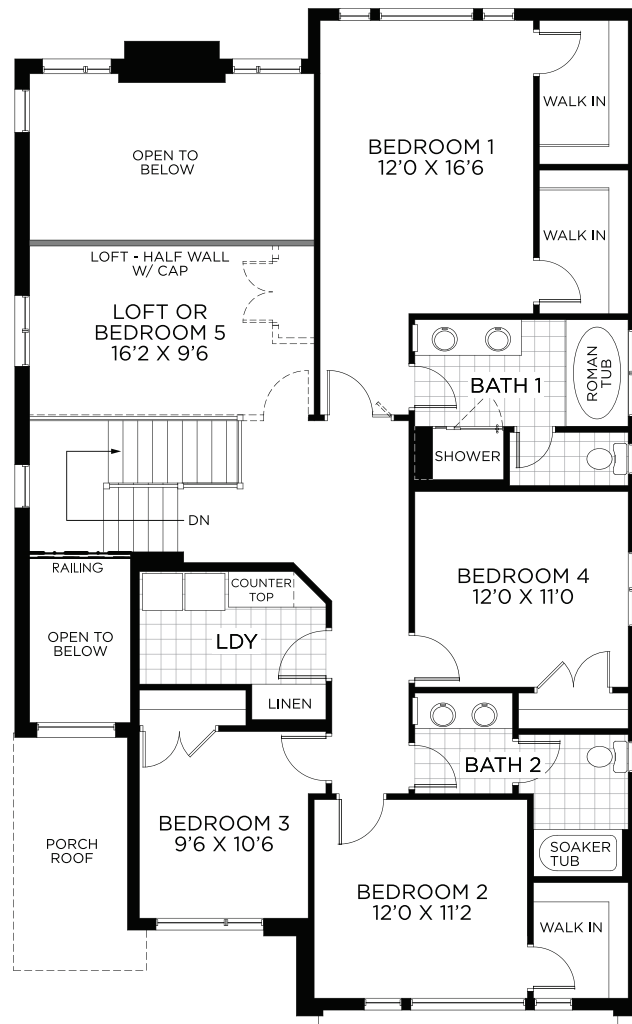 WALK IN
BEDROOM 1
12'0 X 16'6
OPEN TO
BELOW
WALK IN
LOFT - HALF WALL
W/ CAP
LOFT OR
BEDROOM 5
16'2 X 9'6
BATH 1
ROMAN
TUB
SHOWER
DN
RAILING
COUNTER
TOP
BEDROOM 4
12'0 X 11'0
OPEN TO
BELOW
LDY
LINEN
BATH 2
BEDROOM 3
9'6 X 10'6
PORCH
ROOF
SOAKER
TUB
BEDROOM 2
12'0 X 11'2
WALK IN